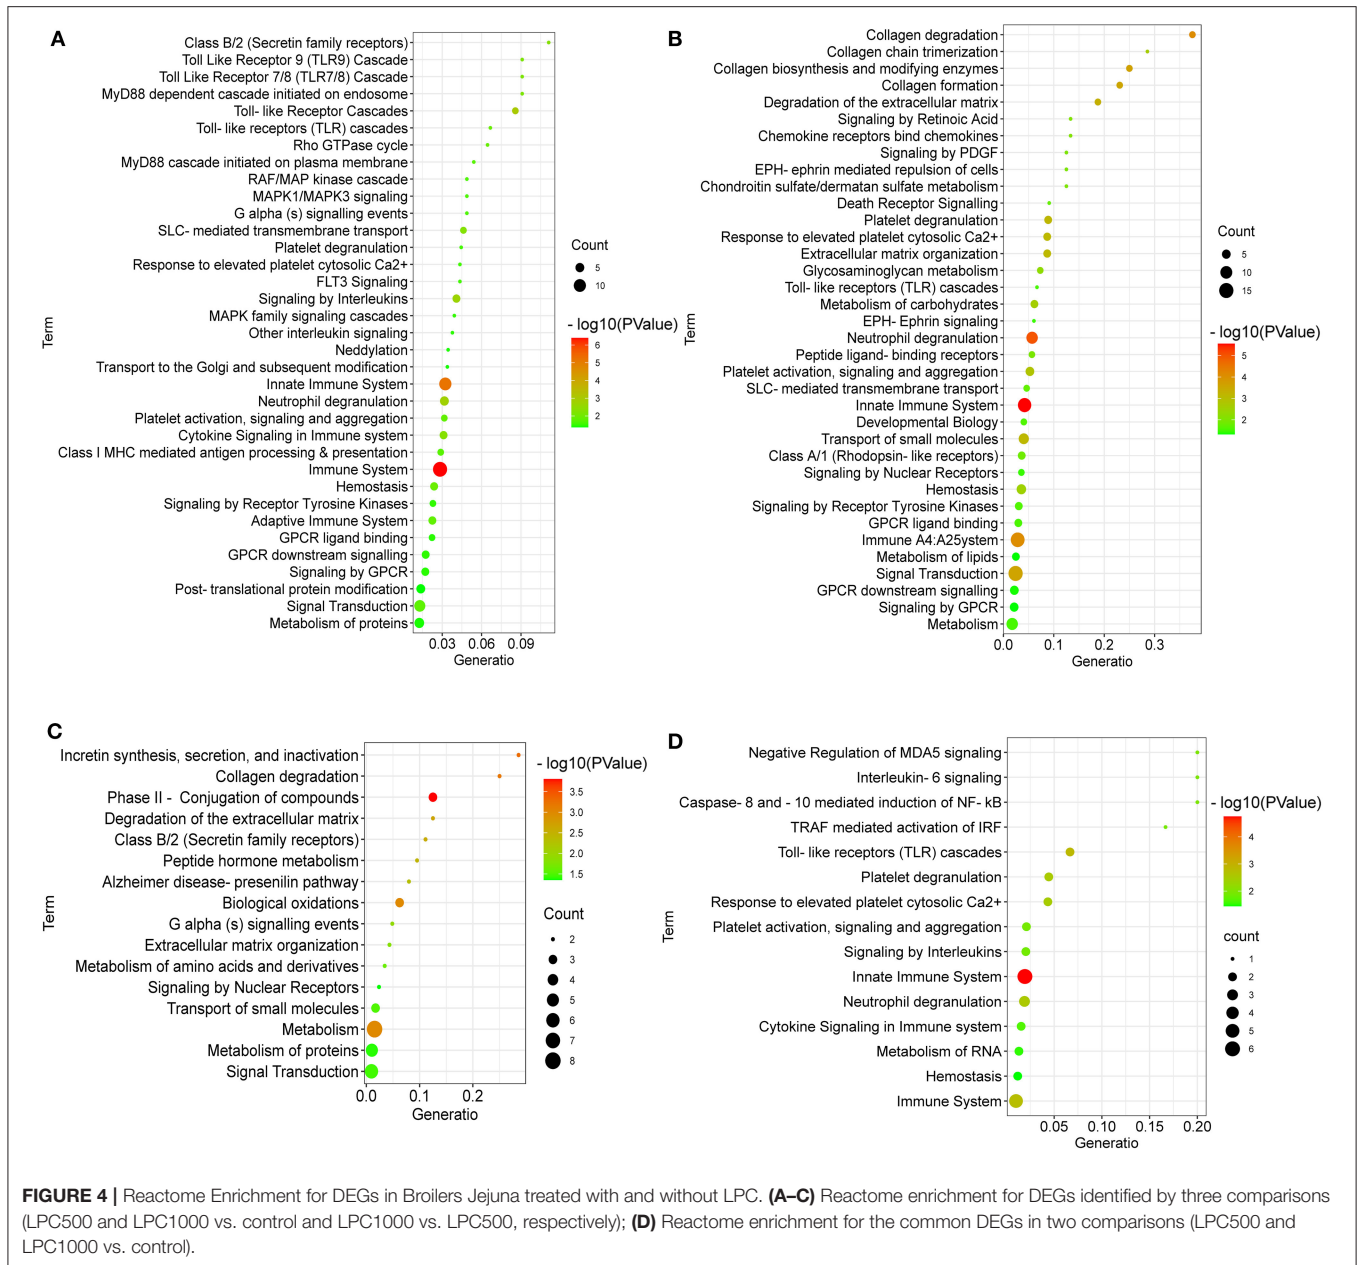 A
Class B/2 (Secretin family receptors)
Toll Like Receptor 9 (TLR9) Cascade
Toll Like Receptor 7/8 (TLR7/8) Cascade
MyD88 dependent cascade initiated on endosome
Toll- like Receptor Cascades
Toll- like receptors (TLR) cascades
Rho GTPase cycle
MyD88 cascade initiated on plasma membrane
RAF/MAP kinase cascade
MAPK1/MAPK3 signaling
G alpha (s) signalling events
SLC- mediated transmembrane transport
Platelet degranulation
Response to elevated platelet cytosolic Ca2+
FLT3 Signaling
Signaling by Interleukins
MAPK family signaling cascades
Other interleukin signaling
Neddylation
Transport to the Golgi and subsequent modification
Innate Immune System
Neutrophil degranulation
Platelet activation, signaling and aggregation
Cytokine Signaling in Immune system
Class I MHC mediated antigen processing & presentation
Immune System
Hemostasis
Signaling by Receptor Tyrosine Kinases
Adaptive Immune System
GPCR ligand binding
GPCR downstream signalling
Signaling by GPCR
Post- translational protein modification
Signal Transduction
Metabolism of proteins
Term
0.03 0.06 0.09
Generatio
Count
5
10
- log10(PValue)
6
5
4
3
2
B
Collagen degradation
Collagen chain trimerization
Collagen biosynthesis and modifying enzymes
Collagen formation
Degradation of the extracellular matrix
Signaling by Retinoic Acid
Chemokine receptors bind chemokines
Signaling by PDGF
EPH- ephrin mediated repulsion of cells
Chondroitin sulfate/dermatan sulfate metabolism
Death Receptor Signalling
Platelet degranulation
Response to elevated platelet cytosolic Ca2+
Extracellular matrix organization
Glycosaminoglycan metabolism
Toll- like receptors (TLR) cascades
Metabolism of carbohydrates
EPH- Ephrin signaling
Neutrophil degranulation
Peptide ligand- binding receptors
Platelet activation, signaling and aggregation
SLC- mediated transmembrane transport
Innate Immune System
Developmental Biology
Transport of small molecules
Class A/1 (Rhodopsin- like receptors)
Signaling by Nuclear Receptors
Hemostasis
Signaling by Receptor Tyrosine Kinases
GPCR ligand binding
Immune A4:A25ystem
Metabolism of lipids
Signal Transduction
GPCR downstream signalling
Signaling by GPCR
Metabolism
Term
0.0 0.1 0.2 0.3
Generatio
Count
5
10
15
- log10(PValue)
5
4
3
2
C
Incretin synthesis, secretion, and inactivation
Collagen degradation
Phase II - Conjugation of compounds
Degradation of the extracellular matrix
Class B/2 (Secretin family receptors)
Peptide hormone metabolism
Alzheimer disease- presenilin pathway
Biological oxidations
G alpha (s) signalling events
Extracellular matrix organization
Metabolism of amino acids and derivatives
Signaling by Nuclear Receptors
Transport of small molecules
Metabolism
Metabolism of proteins
Signal Transduction
Term
0.0 0.1 0.2
Generatio
- log10(PValue)
3.5
3.0
2.5
2.0
1.5
Count
2
3
4
5
6
7
8
D
Negative Regulation of MDA5 signaling
Interleukin- 6 signaling
Caspase- 8 and - 10 mediated induction of NF- kB
TRAF mediated activation of IRF
Toll- like receptors (TLR) cascades
Platelet degranulation
Response to elevated platelet cytosolic Ca2+
Platelet activation, signaling and aggregation
Signaling by Interleukins
Innate Immune System
Neutrophil degranulation
Cytokine Signaling in Immune system
Metabolism of RNA
Hemostasis
Immune System
Term
0.05 0.10 0.15 0.20
Generatio
- log10(PValue)
4
3
2
count
1
2
3
4
5
6
FIGURE 4 | Reactome Enrichment for DEGs in Broilers Jejuna treated with and without LPC. (A–C) Reactome enrichment for DEGs identified by three comparisons
(LPC500 and LPC1000 vs. control and LPC1000 vs. LPC500, respectively); (D) Reactome enrichment for the common DEGs in two comparisons (LPC500 and
LPC1000 vs. control).